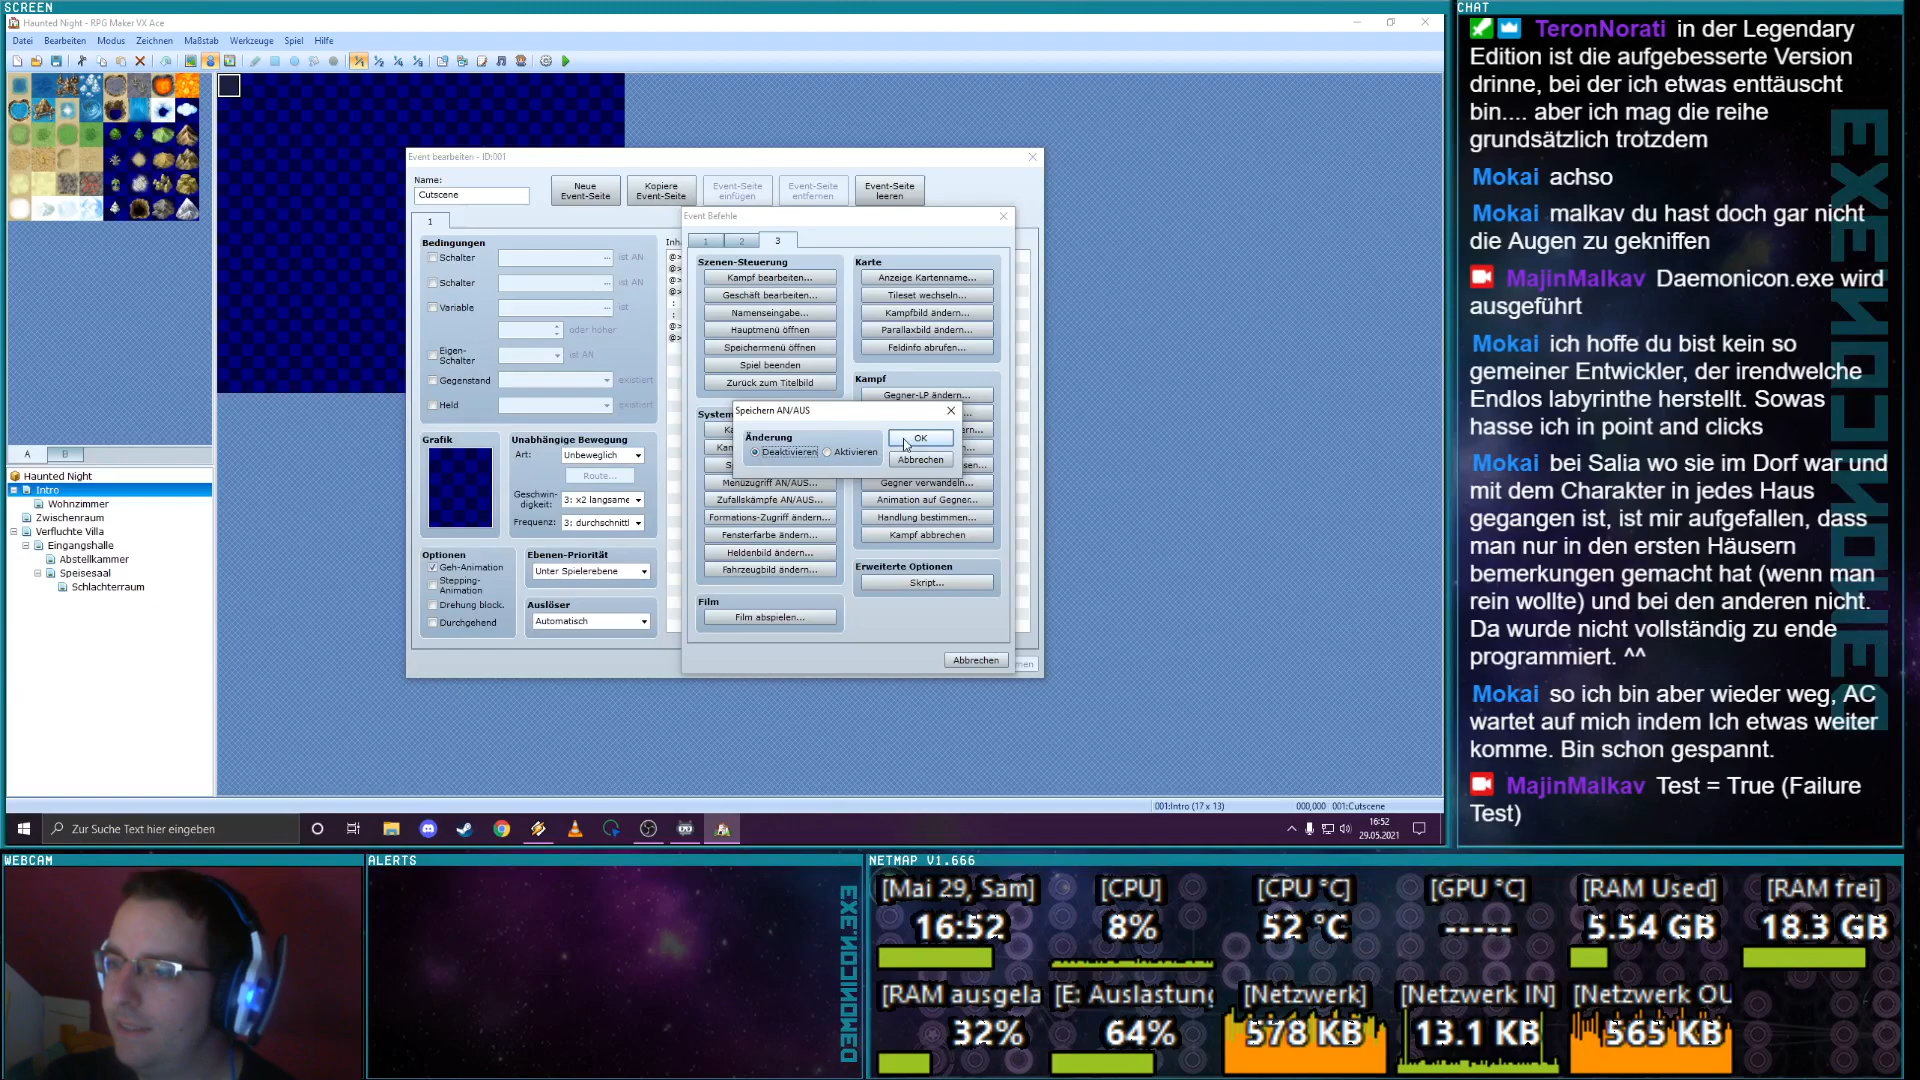 SCREEN
Haunted Night - RPG Maker VX Ace
Datei Bearbeiten Modus Zeichnen Maßstab Werkzeuge Spiel Hilfe
A B
Haunted Night
Intro
Wohnzimmer
Zwischenraum
Verfluchte Villa
Eingangshalle
Abstellkammer
Speisesaal
Schlachterraum
Event bearbeiten - ID:001
Name:
Cutscene
Neue Event-Seite
Kopiere Event-Seite
Event-Seite einfügen
Event-Seite entfernen
Event-Seite leeren
1
Bedingungen
Schalter ... ist AN
Schalter ... ist AN
Variable ... ist
oder höher
Eigen-Schalter ist AN
Gegenstand existiert
Held existiert
Grafik
Unabhängige Bewegung
Art: Unbeweglich
Route...
Geschwindigkeit: 3: x2 langsame
Frequenz: 3: durchschnittl
Optionen
Geh-Animation
Stepping-Animation
Drehung block.
Durchgehend
Ebenen-Priorität
Unter Spielerebene
Auslöser
Automatisch
Event Befehle
1 2 3
Szenen-Steuerung
Kampf bearbeiten...
Geschäft bearbeiten...
Namenseingabe...
Hauptmenü öffnen
Speichermenü öffnen
Spiel beenden
Zurück zum Titelbild
System
Menüzugriff AN/AUS...
Zufallskämpfe AN/AUS...
Formations-Zugriff ändern...
Fensterfarbe ändern...
Heldenbild ändern...
Fahrzeugbild ändern...
Film
Film abspielen...
Karte
Anzeige Kartenname...
Tileset wechseln...
Kampfbild ändern...
Parallaxbild ändern...
Feldinfo abrufen...
Kampf
Gegner-LP ändern...
Gegner verwandeln...
Animation auf Gegner...
Handlung bestimmen...
Kampf abbrechen
Erweiterte Optionen
Skript...
Abbrechen
Speichern AN/AUS
Änderung
Deaktivieren Aktivieren
OK
Abbrechen
001:Intro (17 x 13) 000,000 001:Cutscene
Zur Suche Text hier eingeben
16:52
29.05.2021
CHAT
TeronNorati in der Legendary
Edition ist die aufgebesserte Version
drinne, bei der ich etwas enttäuscht
bin.... aber ich mag die reihe
grundsätzlich trotzdem
Mokai achso
Mokai malkav du hast doch gar nicht
die Augen zu gekniffen
MajinMalkav Daemonicon.exe wird
ausgeführt
Mokai ich hoffe du bist kein so
gemeiner Entwickler, der irendwelche
Endlos labyrinthe herstellt. Sowas
hasse ich in point and clicks
Mokai bei Salia wo sie im Dorf war und
mit dem Charakter in jedes Haus
gegangen ist, ist mir aufgefallen, dass
man nur in den ersten Häusern
bemerkungen gemacht hat (wenn man
rein wollte) und bei den anderen nicht.
Da wurde nicht vollständig zu ende
programmiert. ^^
Mokai so ich bin aber wieder weg, AC
wartet auf mich indem Ich etwas weiter
komme. Bin schon gespannt.
MajinMalkav Test = True (Failure
Test)
WEBCAM
ALERTS
NETMAP V1.666
[Mai 29, Sam] [CPU] [CPU °C] [GPU °C] [RAM Used] [RAM frei]
16:52 8% 52 °C ----- 5.54 GB 18.3 GB
[RAM ausgela [E: Auslastung [Netzwerk] [Netzwerk IN] [Netzwerk OU
32% 64% 578 KB 13.1 KB 565 KB